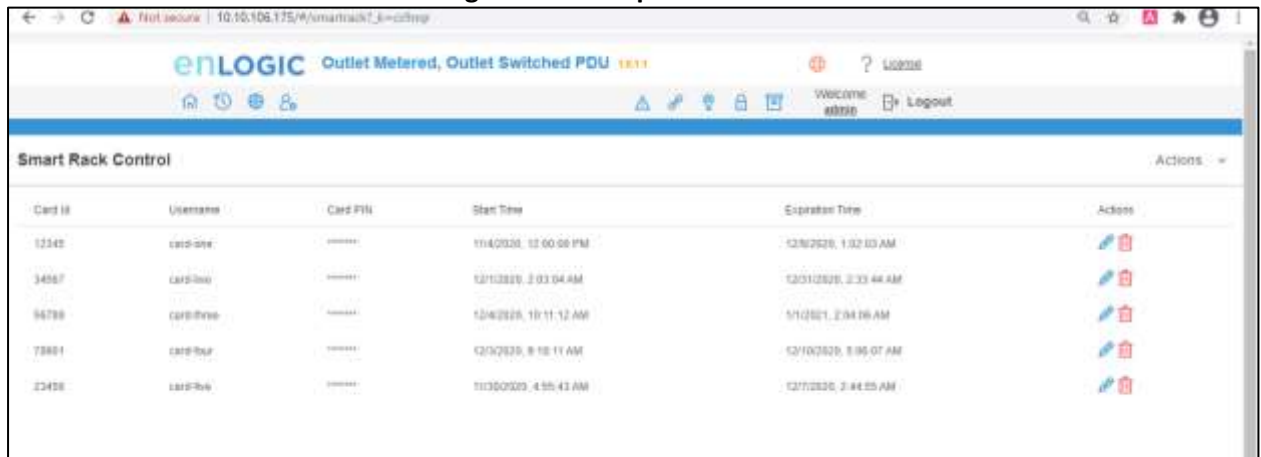 Not secure | 10.10.106.175/#/smartrack?_k=
enLOGIC Outlet Metered, Outlet Switched PDU ? License
Welcome admin Logout
Smart Rack Control Actions
Card Id Username Card PIN Start Time Expiration Time Actions
12345 card-one ******* 11/4/2020, 12:00:00 PM 12/8/2020, 1:02:03 AM
34567 card-two ******* 12/1/2020, 2:03:04 AM 12/31/2020, 2:33:44 AM
56789 card-three ******* 12/4/2020, 10:11:12 AM 1/1/2021, 2:04:06 AM
card-four ******* 12/3/2020, 9:10:11 AM 12/10/2020, 5:06:07 AM
23456 card-five ******* 11/30/2020, 4:55:43 AM 12/7/2020, 2:44:55 AM